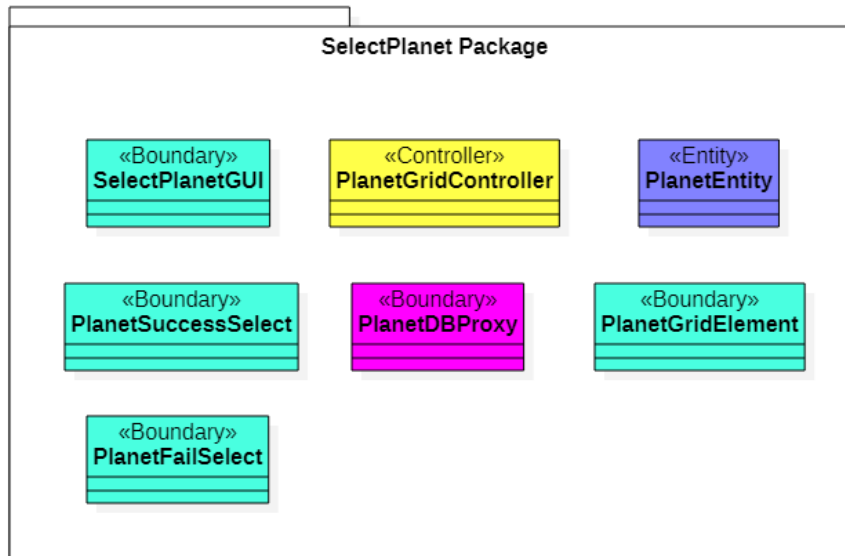 SelectPlanet Package
«Boundary»
SelectPlanetGUI
«Controller»
PlanetGridController
«Entity»
PlanetEntity
«Boundary»
PlanetSuccessSelect
«Boundary»
PlanetDBProxy
«Boundary»
PlanetGridElement
«Boundary»
PlanetFailSelect